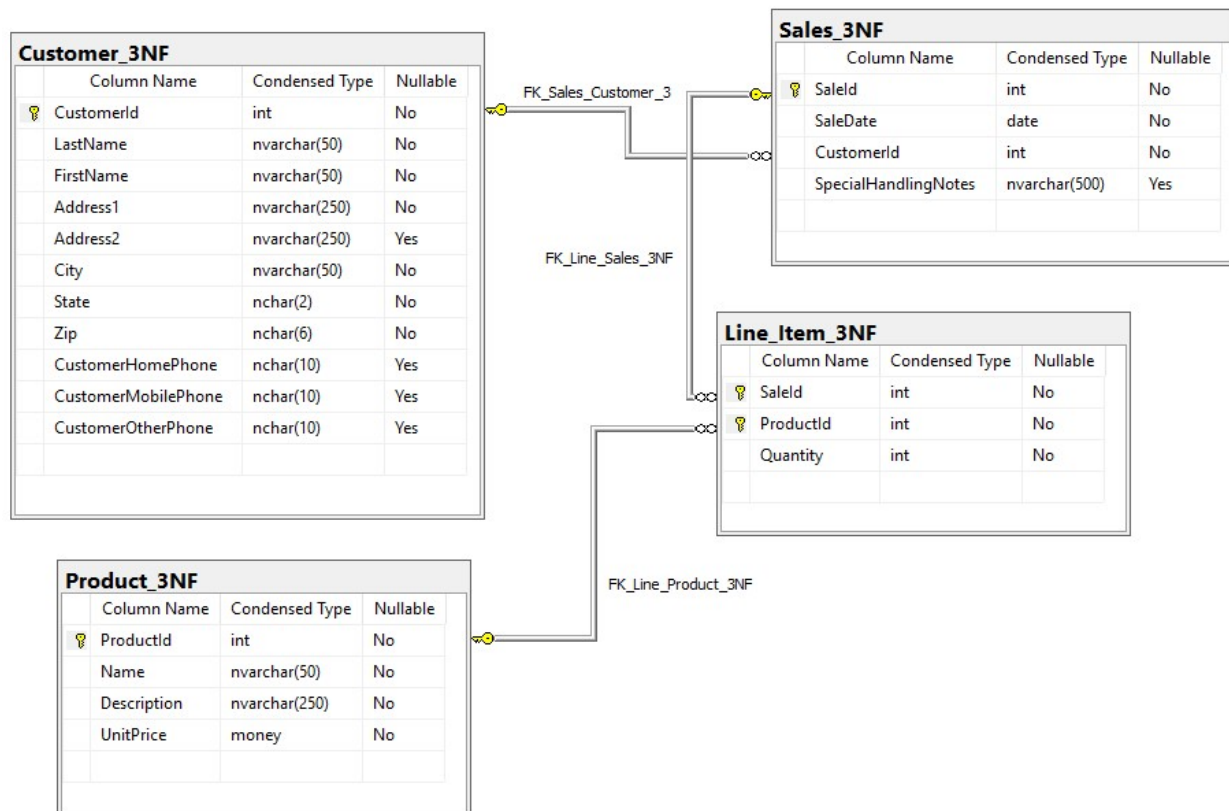 Customer_3NF
Column Name Condensed Type Nullable
CustomerId int No
LastName nvarchar(50) No
FirstName nvarchar(50) No
Address1 nvarchar(250) No
Address2 nvarchar(250) Yes
City nvarchar(50) No
State nchar(2) No
Zip nchar(6) No
CustomerHomePhone nchar(10) Yes
CustomerMobilePhone nchar(10) Yes
CustomerOtherPhone nchar(10) Yes
FK_Sales_Customer_3
Sales_3NF
Column Name Condensed Type Nullable
SaleId int No
SaleDate date No
CustomerId int No
SpecialHandlingNotes nvarchar(500) Yes
FK_Line_Sales_3NF
Line_Item_3NF
Column Name Condensed Type Nullable
SaleId int No
ProductId int No
Quantity int No
Product_3NF
Column Name Condensed Type Nullable
ProductId int No
Name nvarchar(50) No
Description nvarchar(250) No
UnitPrice money No
FK_Line_Product_3NF